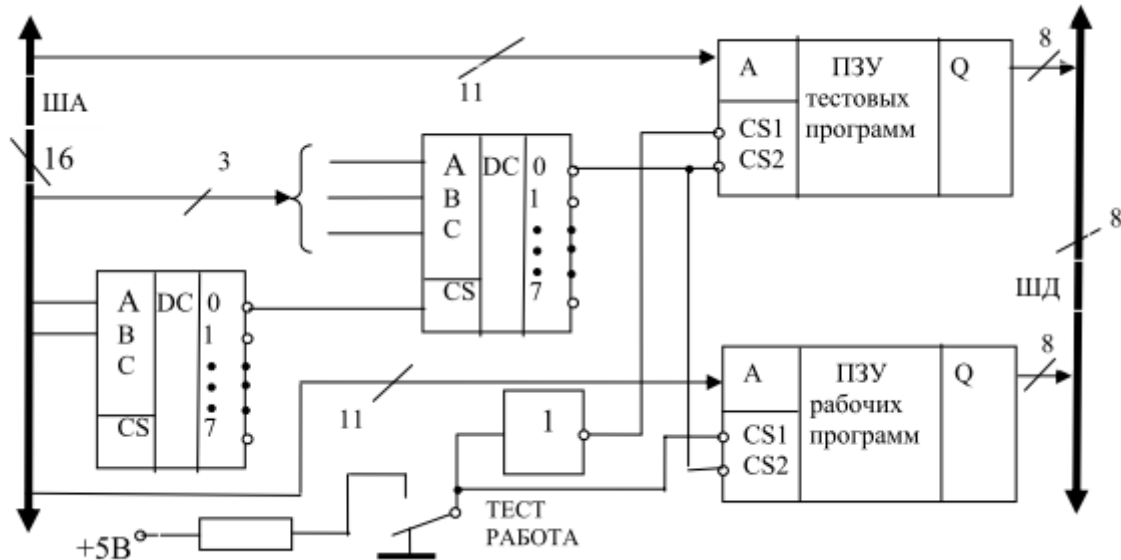 ША
16
11
3
A DC 0
B 1
C
CS 7
A DC 0
B 1
C
CS 7
A ПЗУ Q
тестовых
CS1 программ
CS2
8
8
ШД
11
1
A ПЗУ Q
рабочих
CS1 программ
CS2
8
ТЕСТ
РАБОТА
+5В